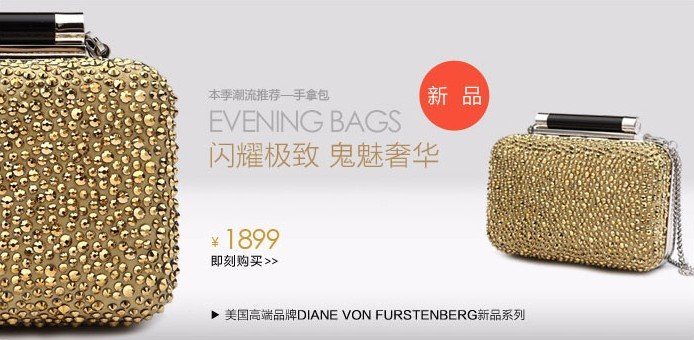 本季潮流推荐—手拿包
EVENING BAGS
新 品
闪耀极致 鬼魅奢华
¥ 1899
即刻购买>>
▶ 美国高端品牌DIANE VON FURSTENBERG新品系列